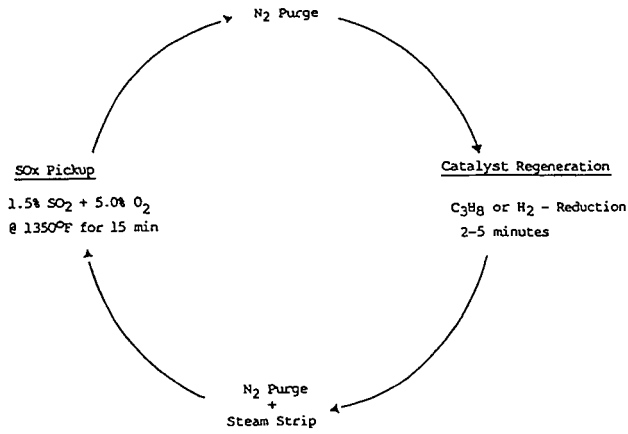 N₂ Purge
SOx Pickup
1.5% SO₂ + 5.0% O₂
@ 1350°F for 15 min
Catalyst Regeneration
C₃H₈ or H₂ - Reduction
2-5 minutes
N₂ Purge
+
Steam Strip